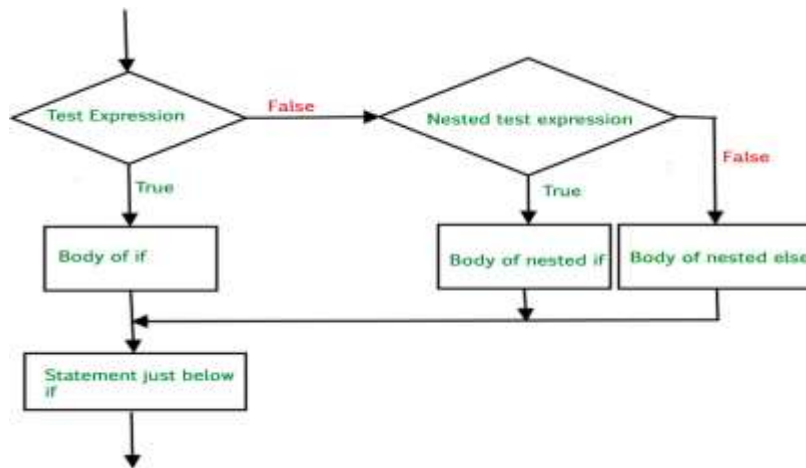 Test Expression
False
Nested test expression
False
True
True
Body of if
Body of nested if
Body of nested else
Statement just below
if